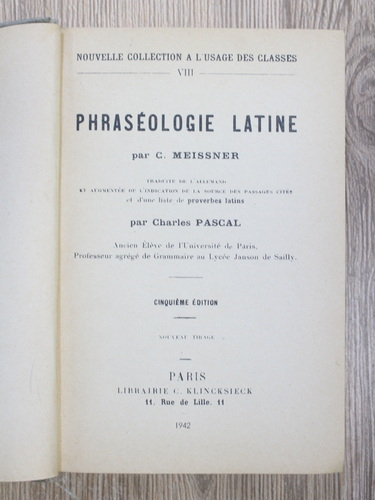 NOUVELLE COLLECTION A L'USAGE DES CLASSES
VIII
PHRASÉOLOGIE LATINE
par C. MEISSNER
TRADUITE DE L'ALLEMAND
ET AUGMENTÉE DE L'INDICATION DE LA SOURCE DES PASSAGES CITÉS
et d'une liste de proverbes latins
par Charles PASCAL
Ancien Élève de l'Université de Paris,
Professeur agrégé de Grammaire au Lycée Janson de Sailly.
CINQUIÈME ÉDITION
NOUVEAU TIRAGE
PARIS
LIBRAIRIE C. KLINCKSIECK
11, Rue de Lille, 11
1942